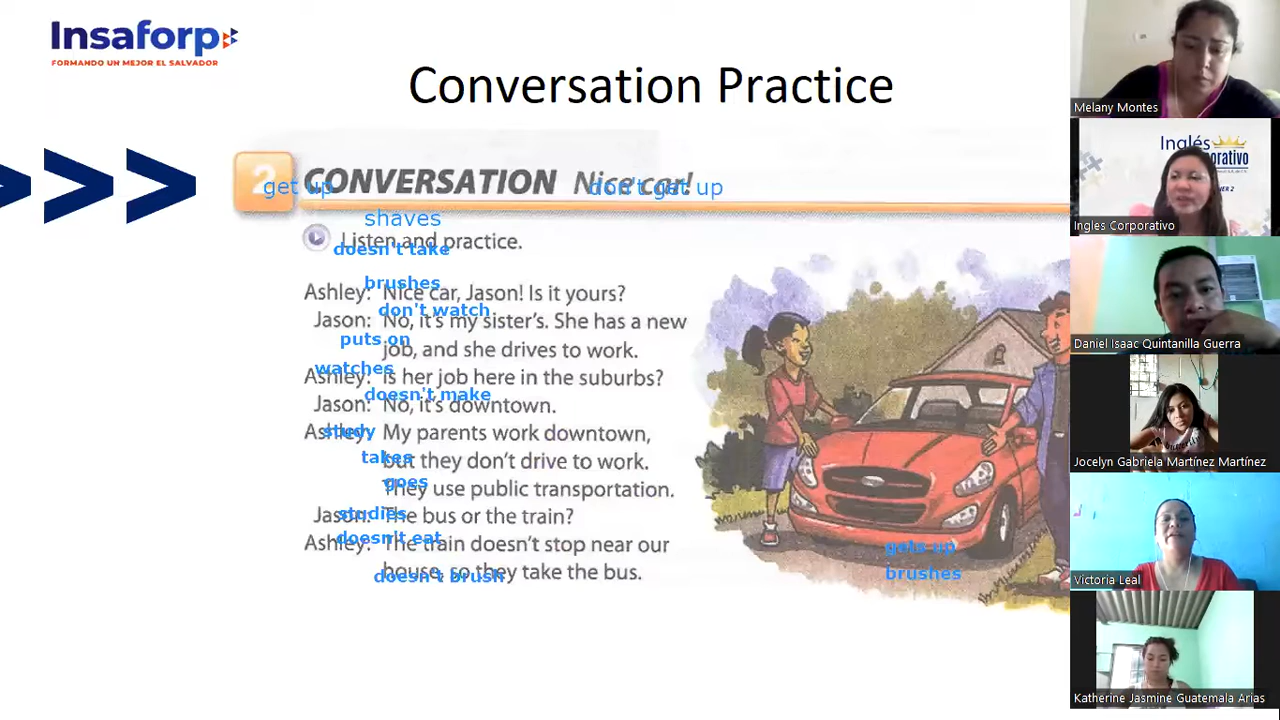 Insaforp
FORMANDO UN MEJOR EL SALVADOR
Conversation Practice
2 CONVERSATION Nice car!
get up
don't get up
shaves
Listen and practice.
doesn't take
brushes
Ashley: Nice car, Jason! Is it yours?
don't watch
Jason: No, it's my sister's. She has a new
puts on
job, and she drives to work.
watches
Ashley: Is her job here in the suburbs?
doesn't make
Jason: No, it's downtown.
study
Ashley: My parents work downtown,
takes
but they don't drive to work.
goes
They use public transportation.
studies
Jason: The bus or the train?
doesn't eat
Ashley: The train doesn't stop near our
doesn't brush
house, so they take the bus.
gets up
brushes
Melany Montes
Inglés
INER 2
Ingles Corporativo
Daniel Isaac Quintanilla Guerra
Jocelyn Gabriela Martínez Martínez
Victoria Leal
Katherine Jasmine Guatemala Arias